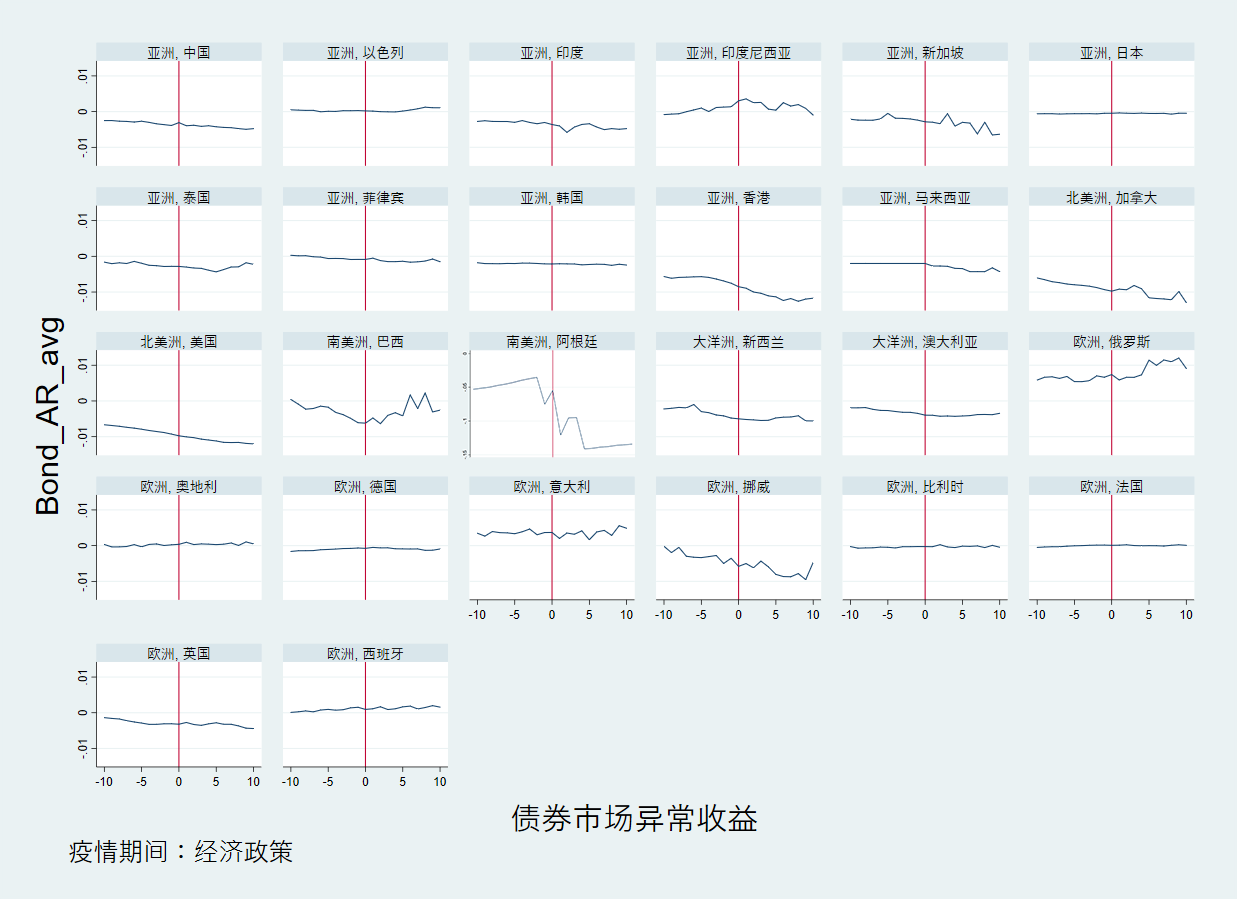 亚洲, 中国 亚洲, 以色列 亚洲, 印度 亚洲, 印度尼西亚 亚洲, 新加坡 亚洲, 日本
.01
0
-.01
亚洲, 泰国 亚洲, 菲律宾 亚洲, 韩国 亚洲, 香港 亚洲, 马来西亚 北美洲, 加拿大
.01
0
-.01
北美洲, 美国 南美洲, 巴西 南美洲, 阿根廷 大洋洲, 新西兰 大洋洲, 澳大利亚 欧洲, 俄罗斯
.01
0
-.01
0
-.05
-.1
-.15
欧洲, 奥地利 欧洲, 德国 欧洲, 意大利 欧洲, 挪威 欧洲, 比利时 欧洲, 法国
.01
0
-.01
-10 -5 0 5 10 -10 -5 0 5 10 -10 -5 0 5 10 -10 -5 0 5 10
欧洲, 英国 欧洲, 西班牙
.01
0
-.01
-10 -5 0 5 10 -10 -5 0 5 10
Bond_AR_avg
债券市场异常收益
疫情期间：经济政策